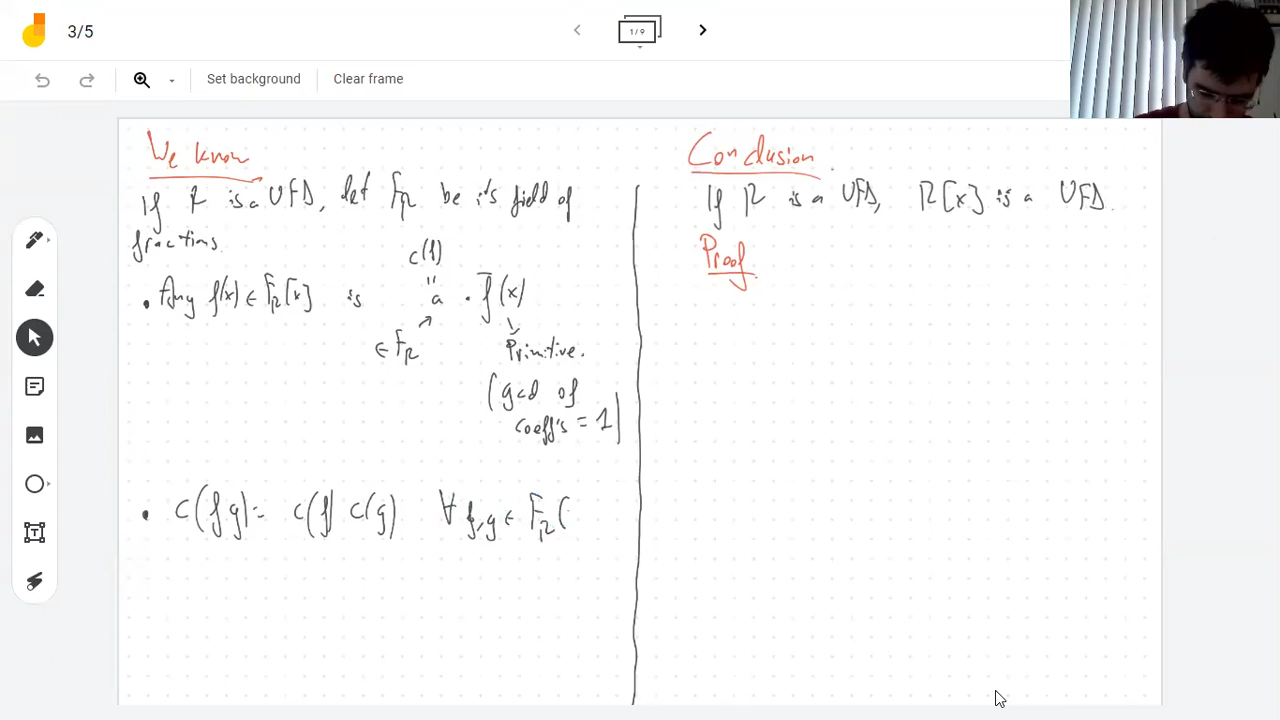 3/5
1/9
Set background
Clear frame
We know
If R is a UFD, let F_R be it's field of
fractions.
c(f)
"
• Any f(x) ∈ F_R[x] is a · f̄(x)
∈ F_R
Primitive.
(gcd of
coeff's = 1)
• c(fg) = c(f) c(g) ∀ f,g ∈ F_R(
Conclusion.
If R is a UFD, R[x] is a UFD.
Proof.